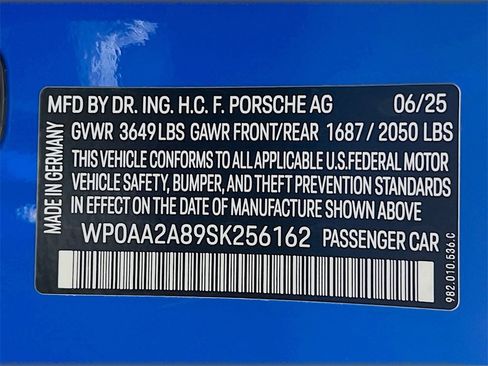 MFD BY DR. ING. H.C. F. PORSCHE AG 06/25
GVWR 3649 LBS GAWR FRONT/REAR 1687 / 2050 LBS
THIS VEHICLE CONFORMS TO ALL APPLICABLE U.S.FEDERAL MOTOR
VEHICLE SAFETY, BUMPER, AND THEFT PREVENTION STANDARDS
IN EFFECT ON THE DATE OF MANUFACTURE SHOWN ABOVE
WP0AA2A89SK256162 PASSENGER CAR
MADE IN GERMANY
982.010.536.C